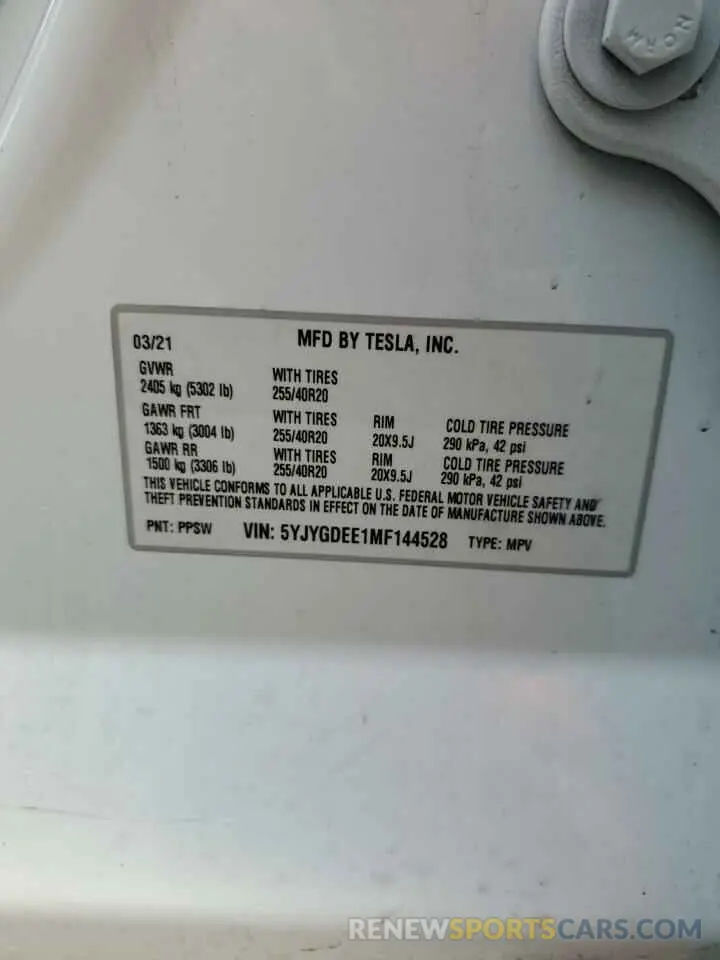 NORM
03/21 MFD BY TESLA, INC.
GVWR
2405 kg (5302 lb) WITH TIRES
255/40R20
GAWR FRT WITH TIRES RIM COLD TIRE PRESSURE
1363 kg (3004 lb) 255/40R20 20X9.5J 290 kPa, 42 psi
GAWR RR WITH TIRES RIM COLD TIRE PRESSURE
1500 kg (3306 lb) 255/40R20 20X9.5J 290 kPa, 42 psi
THIS VEHICLE CONFORMS TO ALL APPLICABLE U.S. FEDERAL MOTOR VEHICLE SAFETY AND
THEFT PREVENTION STANDARDS IN EFFECT ON THE DATE OF MANUFACTURE SHOWN ABOVE.
PNT: PPSW VIN: 5YJYGDEE1MF144528 TYPE: MPV
RENEWSPORTSCARS.COM